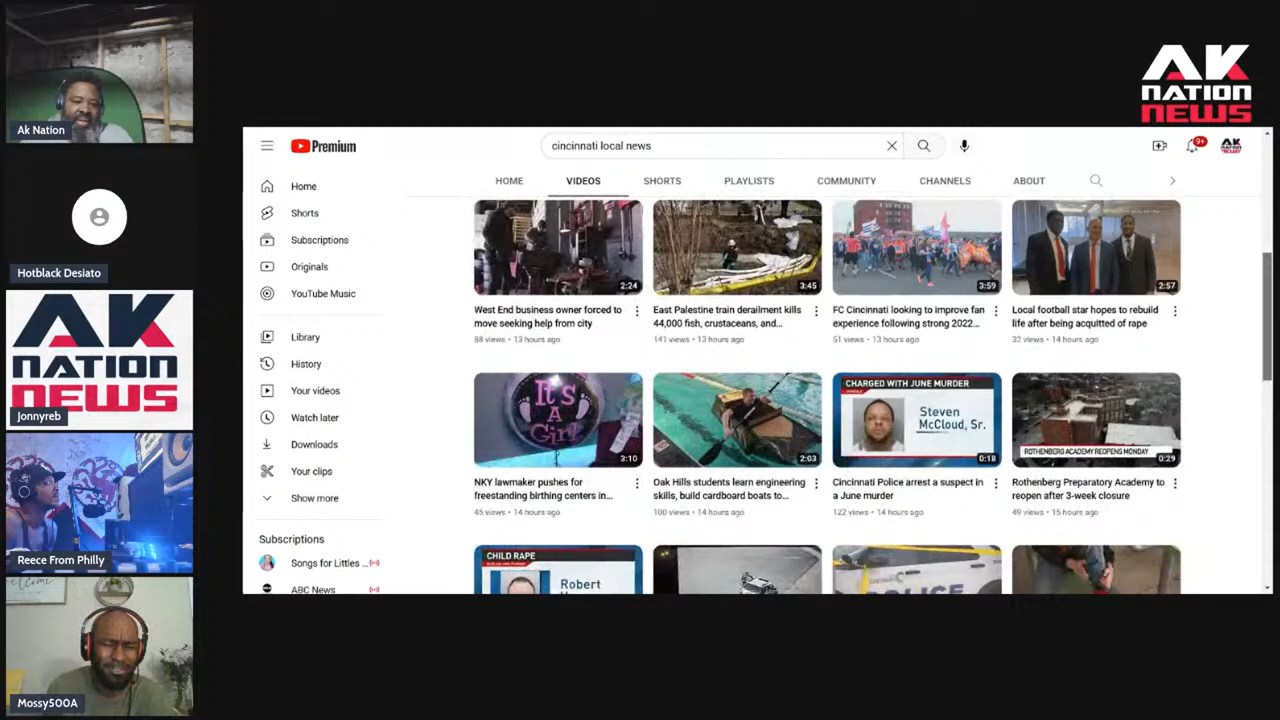 Ak Nation
Hotblack Desiato
AK
NATION
NEWS
Jonnyreb
Reece From Philly
Mossy500A
AK
NATION
NEWS
Premium
cincinnati local news
9+
HOME
VIDEOS
SHORTS
PLAYLISTS
COMMUNITY
CHANNELS
ABOUT
Home
Shorts
Subscriptions
Originals
YouTube Music
Library
History
Your videos
Watch later
Downloads
Your clips
Show more
Subscriptions
Songs for Littles ...
ABC News
2:24
West End business owner forced to
move seeking help from city
88 views • 13 hours ago
3:45
East Palestine train derailment kills
44,000 fish, crustaceans, and...
141 views • 13 hours ago
3:59
FC Cincinnati looking to improve fan
experience following strong 2022...
51 views • 13 hours ago
2:57
Local football star hopes to rebuild
life after being acquitted of rape
32 views • 14 hours ago
IT'S
A
Girl
3:10
NKY lawmaker pushes for
freestanding birthing centers in...
45 views • 14 hours ago
2:03
Oak Hills students learn engineering
skills, build cardboard boats to...
100 views • 14 hours ago
CHARGED WITH JUNE MURDER
Steven
McCloud, Sr.
0:18
Cincinnati Police arrest a suspect in
a June murder
122 views • 14 hours ago
ROTHENBERG ACADEMY REOPENS MONDAY
0:29
Rothenberg Preparatory Academy to
reopen after 3-week closure
49 views • 15 hours ago
CHILD RAPE
Robert
POLICE